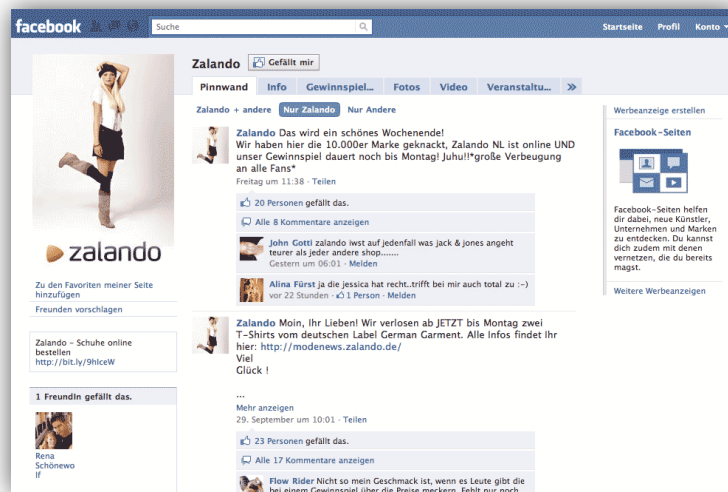 facebook
Suche
Startseite Profil Konto
Zalando Gefällt mir
Pinnwand Info Gewinnspiel... Fotos Video Veranstaltu... »
Zalando + andere Nur Zalando Nur Andere
Zalando Das wird ein schönes Wochenende!
Wir haben hier die 10.000er Marke geknackt, Zalando NL ist online UND
unser Gewinnspiel dauert noch bis Montag! Juhu!!*große Verbeugung
an alle Fans*
Freitag um 11:38 · Teilen
20 Personen gefällt das.
Alle 8 Kommentare anzeigen
John Gotti zalando iwst auf jedenfall was jack & jones angeht
teurer als jeder andere shop.......
Gestern um 06:01 · Melden
Alina Fürst ja die jessica hat recht..trifft bei mir auch total zu :-)
vor 22 Stunden · 1 Person · Melden
Zalando Moin, Ihr Lieben! Wir verlosen ab JETZT bis Montag zwei
T-Shirts vom deutschen Label German Garment. Alle Infos findet Ihr
hier: http://modenews.zalando.de/
Viel
Glück !
...
Mehr anzeigen
29. September um 10:01 · Teilen
23 Personen gefällt das.
Alle 17 Kommentare anzeigen
Flow Rider Nicht so mein Geschmack ist, wenn es Leute gibt die
bei einem Gewinnspiel über die Preise meckern. Fehlt nur noch
zalando
Zu den Favoriten meiner Seite
hinzufügen
Freunden vorschlagen
Zalando - Schuhe online
bestellen
http://bit.ly/9hIceW
1 FreundIn gefällt das.
Rena
Schönewo
lf
Werbeanzeige erstellen
Facebook-Seiten
Facebook-Seiten helfen
dir dabei, neue Künstler,
Unternehmen und Marken
zu entdecken. Du kannst
dich zudem mit denen
vernetzen, die du bereits
magst.
Weitere Werbeanzeigen